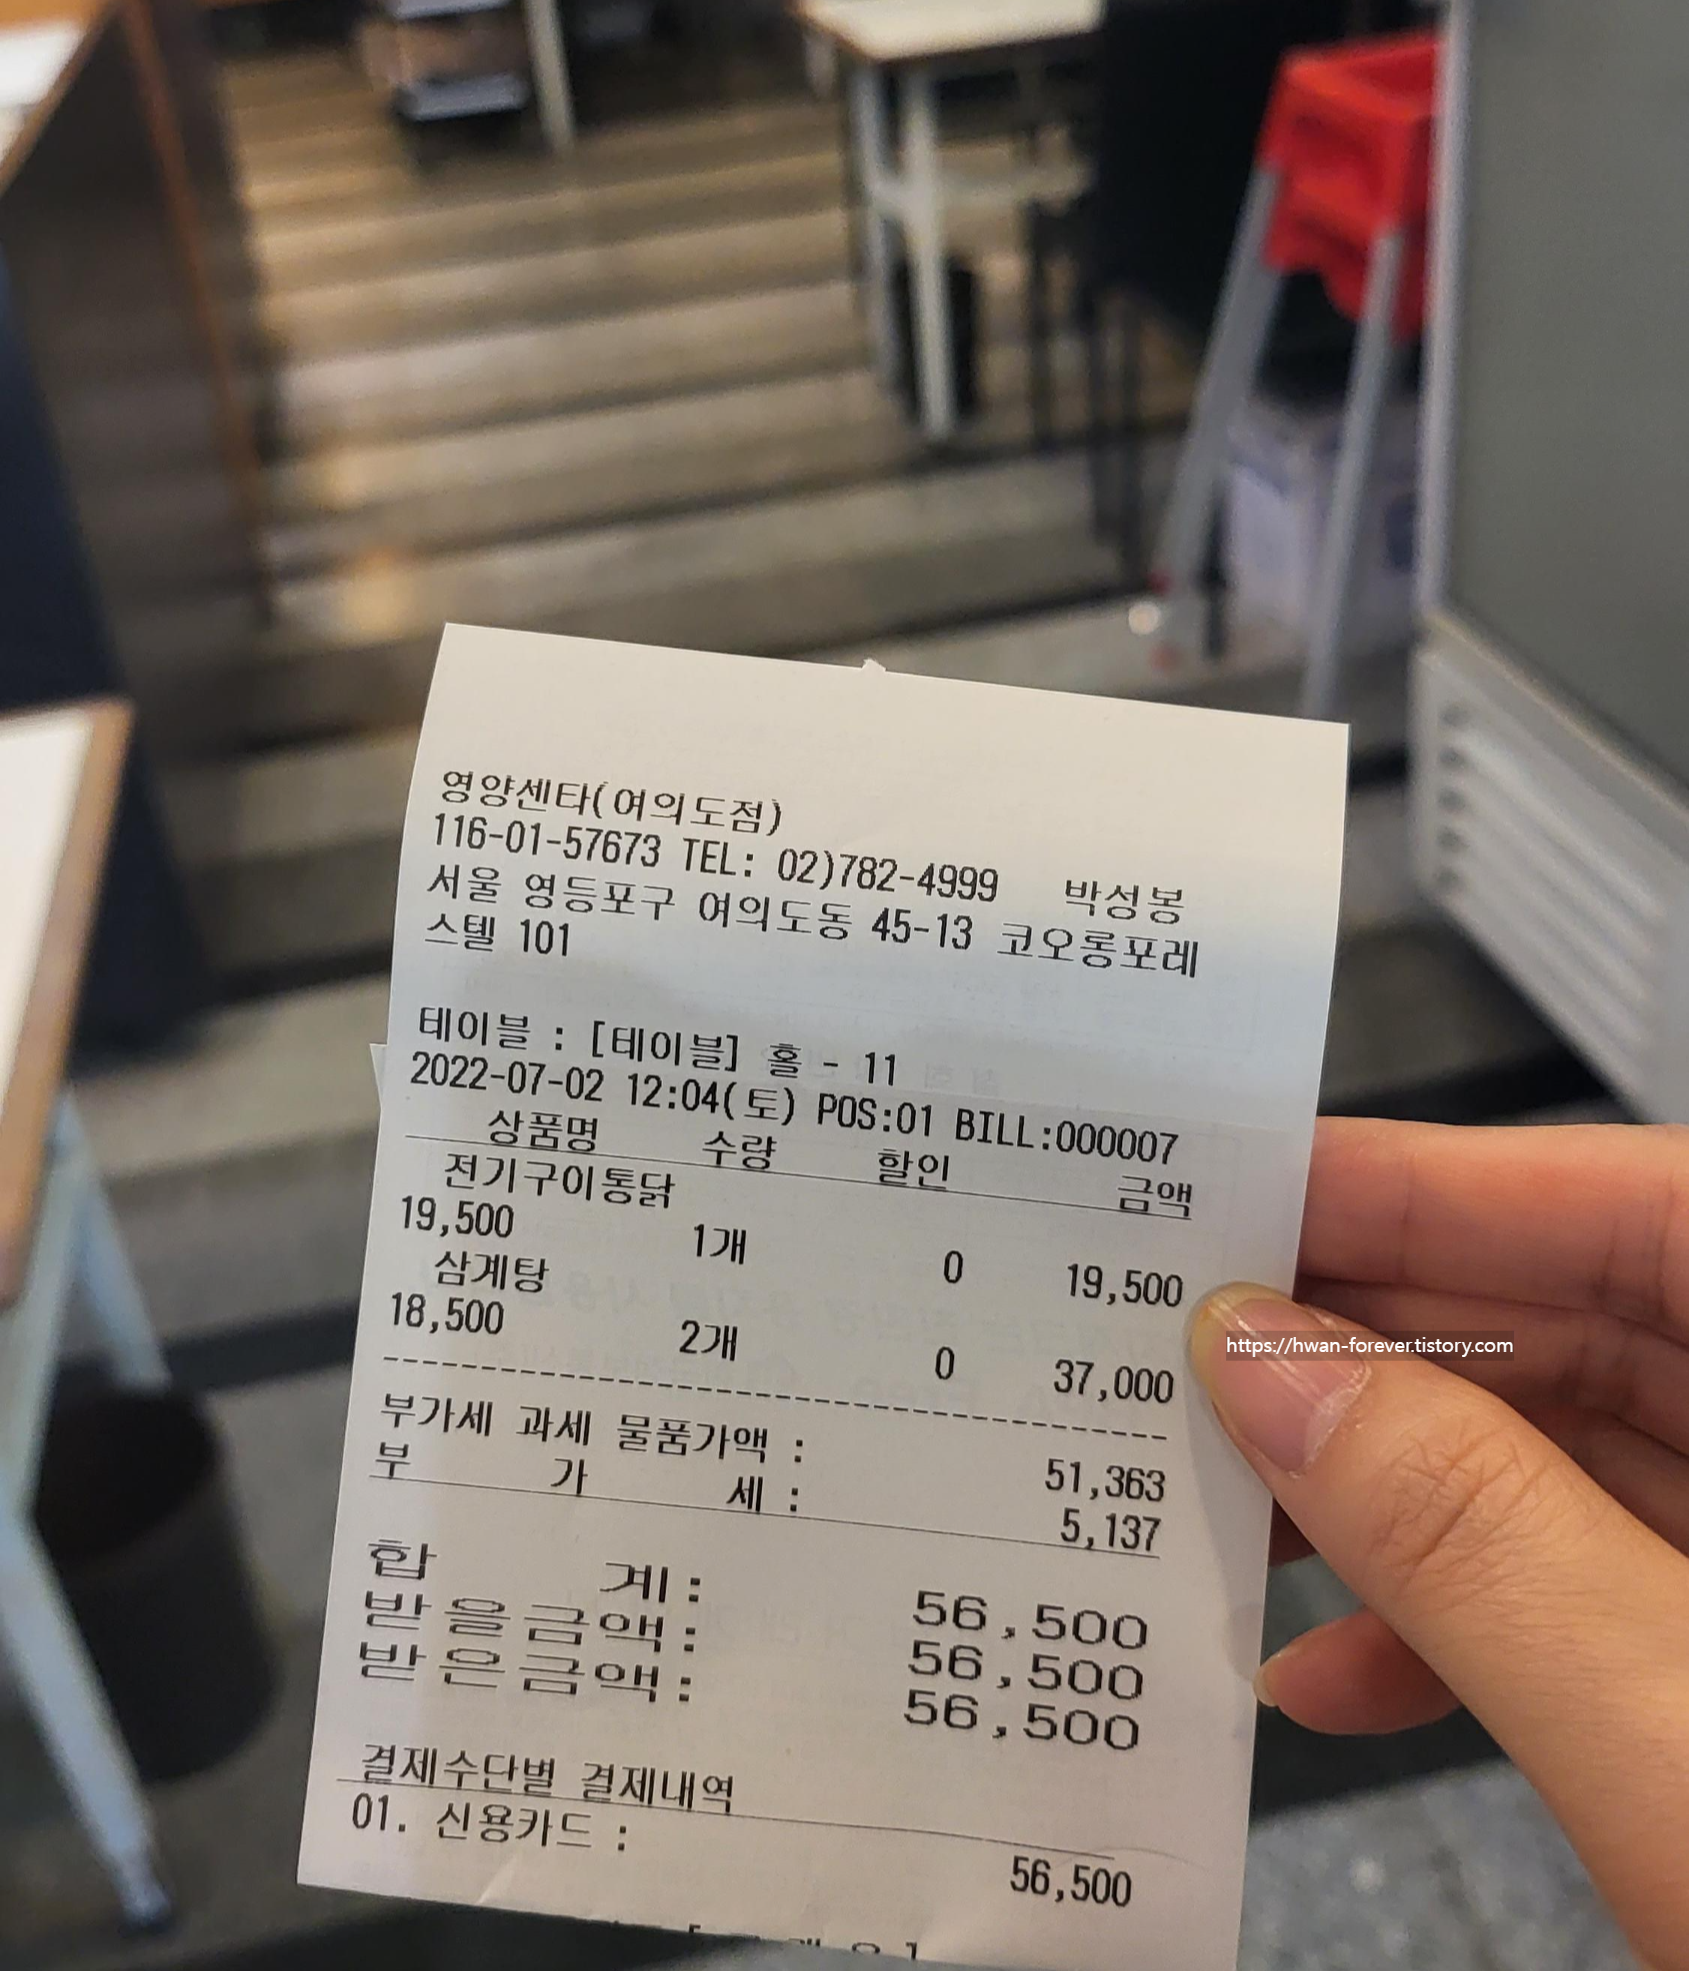 영양센타(여의도점)
116-01-57673 TEL: 02)782-4999 박성봉
서울 영등포구 여의도동 45-13 코오롱포레
스텔 101
테이블 : [테이블] 홀 - 11
2022-07-02 12:04(토) POS:01 BILL:000007
상품명 수량 할인 금액
전기구이통닭
19,500 1개 0 19,500
삼계탕
18,500 2개 0 37,000
부가세 과세 물품가액 : 51,363
부 가 세 : 5,137
합 계: 56,500
받을금액: 56,500
받은금액: 56,500
결제수단별 결제내역
01. 신용카드 : 56,500
https://hwan-forever.tistory.com